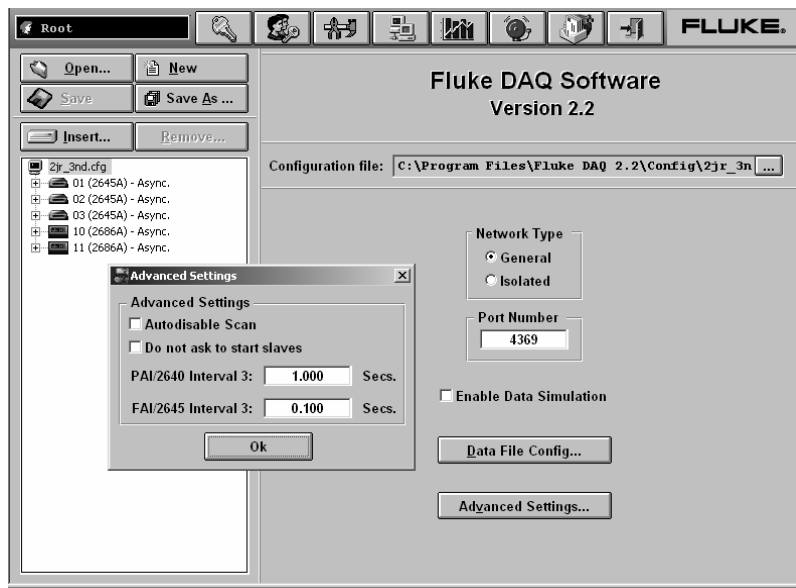 Root
FLUKE®
Open... New
Save Save As ...
Insert... Remove...
Fluke DAQ Software
Version 2.2
Configuration file: C:\Program Files\Fluke DAQ 2.2\Config\2jr_3n ...
2jr_3nd.cfg
01 (2645A) - Async.
02 (2645A) - Async.
03 (2645A) - Async.
10 (2686A) - Async.
11 (2686A) - Async.
Network Type
General
Isolated
Port Number
4369
Enable Data Simulation
Data File Config...
Advanced Settings...
Advanced Settings
Advanced Settings
Autodisable Scan
Do not ask to start slaves
PAI/2640 Interval 3: 1.000 Secs.
FAI/2645 Interval 3: 0.100 Secs.
Ok